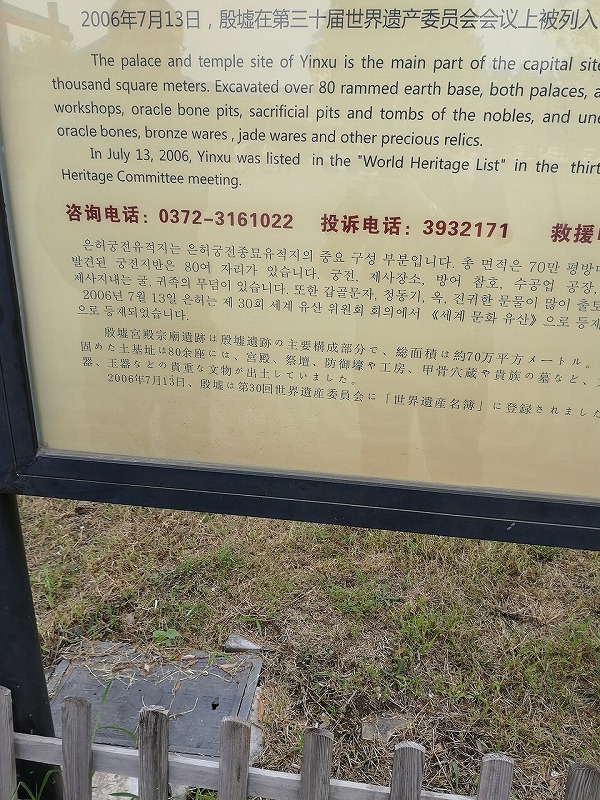 2006年7月13日，殷墟在第三十届世界遗产委员会会议上被列入
The palace and temple site of Yinxu is the main part of the capital site
thousand square meters. Excavated over 80 rammed earth base, both palaces, a
workshops, oracle bone pits, sacrificial pits and tombs of the nobles, and une
oracle bones, bronze wares , jade wares and other precious relics.
In July 13, 2006, Yinxu was listed in the "World Heritage List" in the thirt
Heritage Committee meeting.
咨询电话：0372-3161022 投诉电话：3932171 救援
은허궁전유적지는 은허궁전종묘유적지의 중요 구성 부분입니다. 총 면적은 70만 평방미
발견된 궁전지반은 80여 자리가 있습니다. 궁전, 제사장소, 방어 참호, 수공업 공장,
제사지내는 굴, 귀족의 무덤이 있습니다. 또한 갑골문자, 청동기, 옥, 진귀한 문물이 많이 출토
2006년 7월 13일 은허는 제 30회 세계 유산 위원회 회의에서 《세계 문화 유산》으로 등재
으로 등재되었습니다.
殷墟宮殿宗廟遺跡は殷墟遺跡の主要構成部分で、総面積は約70万平方メートル。
固めた土基址は80余座には、宮殿、祭壇、防御壕や工房、甲骨穴蔵や貴族の墓など、
器、玉器などの貴重な文物が出土していました。
2006年7月13日、殷墟は第30回世界遺産委員会に「世界遺産名簿」に登録されました